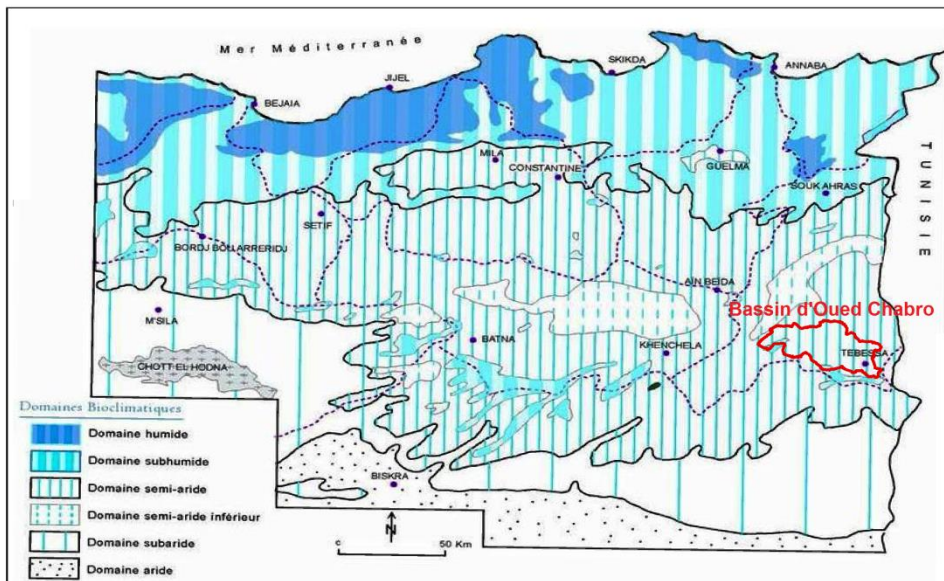 Mer Méditerranée
SKIKDA
ANNABA
JIJEL
BEJAIA
TUNISIE
MILA
GUELMA
CONSTANTINE
SOUK AHRAS
SETIF
BORDJ BOU ARRERIDJ
AIN BEIDA
Bassin d'Oued Chabro
M'SILA
BATNA
KHENCHELA
TEBESSA
CHOTT EL HODNA
Domaines Bioclimatiques
Domaine humide
Domaine subhumide
Domaine semi-aride
Domaine semi-aride inférieur
Domaine subaride
Domaine aride
BISKRA
N
50 Km